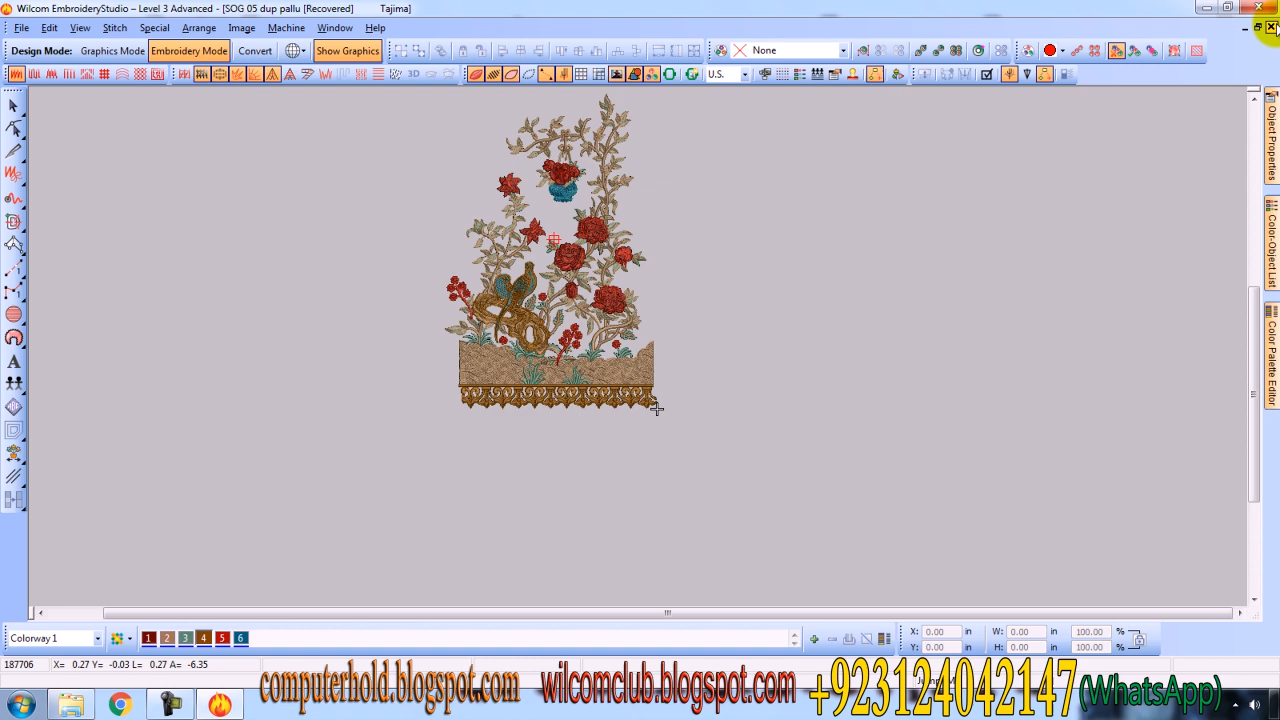 Wilcom EmbroideryStudio – Level 3 Advanced - [SOG 05 dup pallu [Recovered] Tajima]
File Edit View Stitch Special Arrange Image Machine Window Help
Design Mode: Graphics Mode Embroidery Mode Convert Show Graphics None
U.S.
3D
A
Object Properties
Color-Object List
Color Palette Editor
Colorway 1 1 2 3 4 5 6
X: 0.00 in W: 0.00 in 100.00 %
Y: 0.00 in H: 0.00 in 100.00 %
187706 X= 0.27 Y= -0.03 L= 0.27 A= -6.35
computerhold.blogspot.com wilcomclub.blogspot.com +923124042147(WhatsApp)